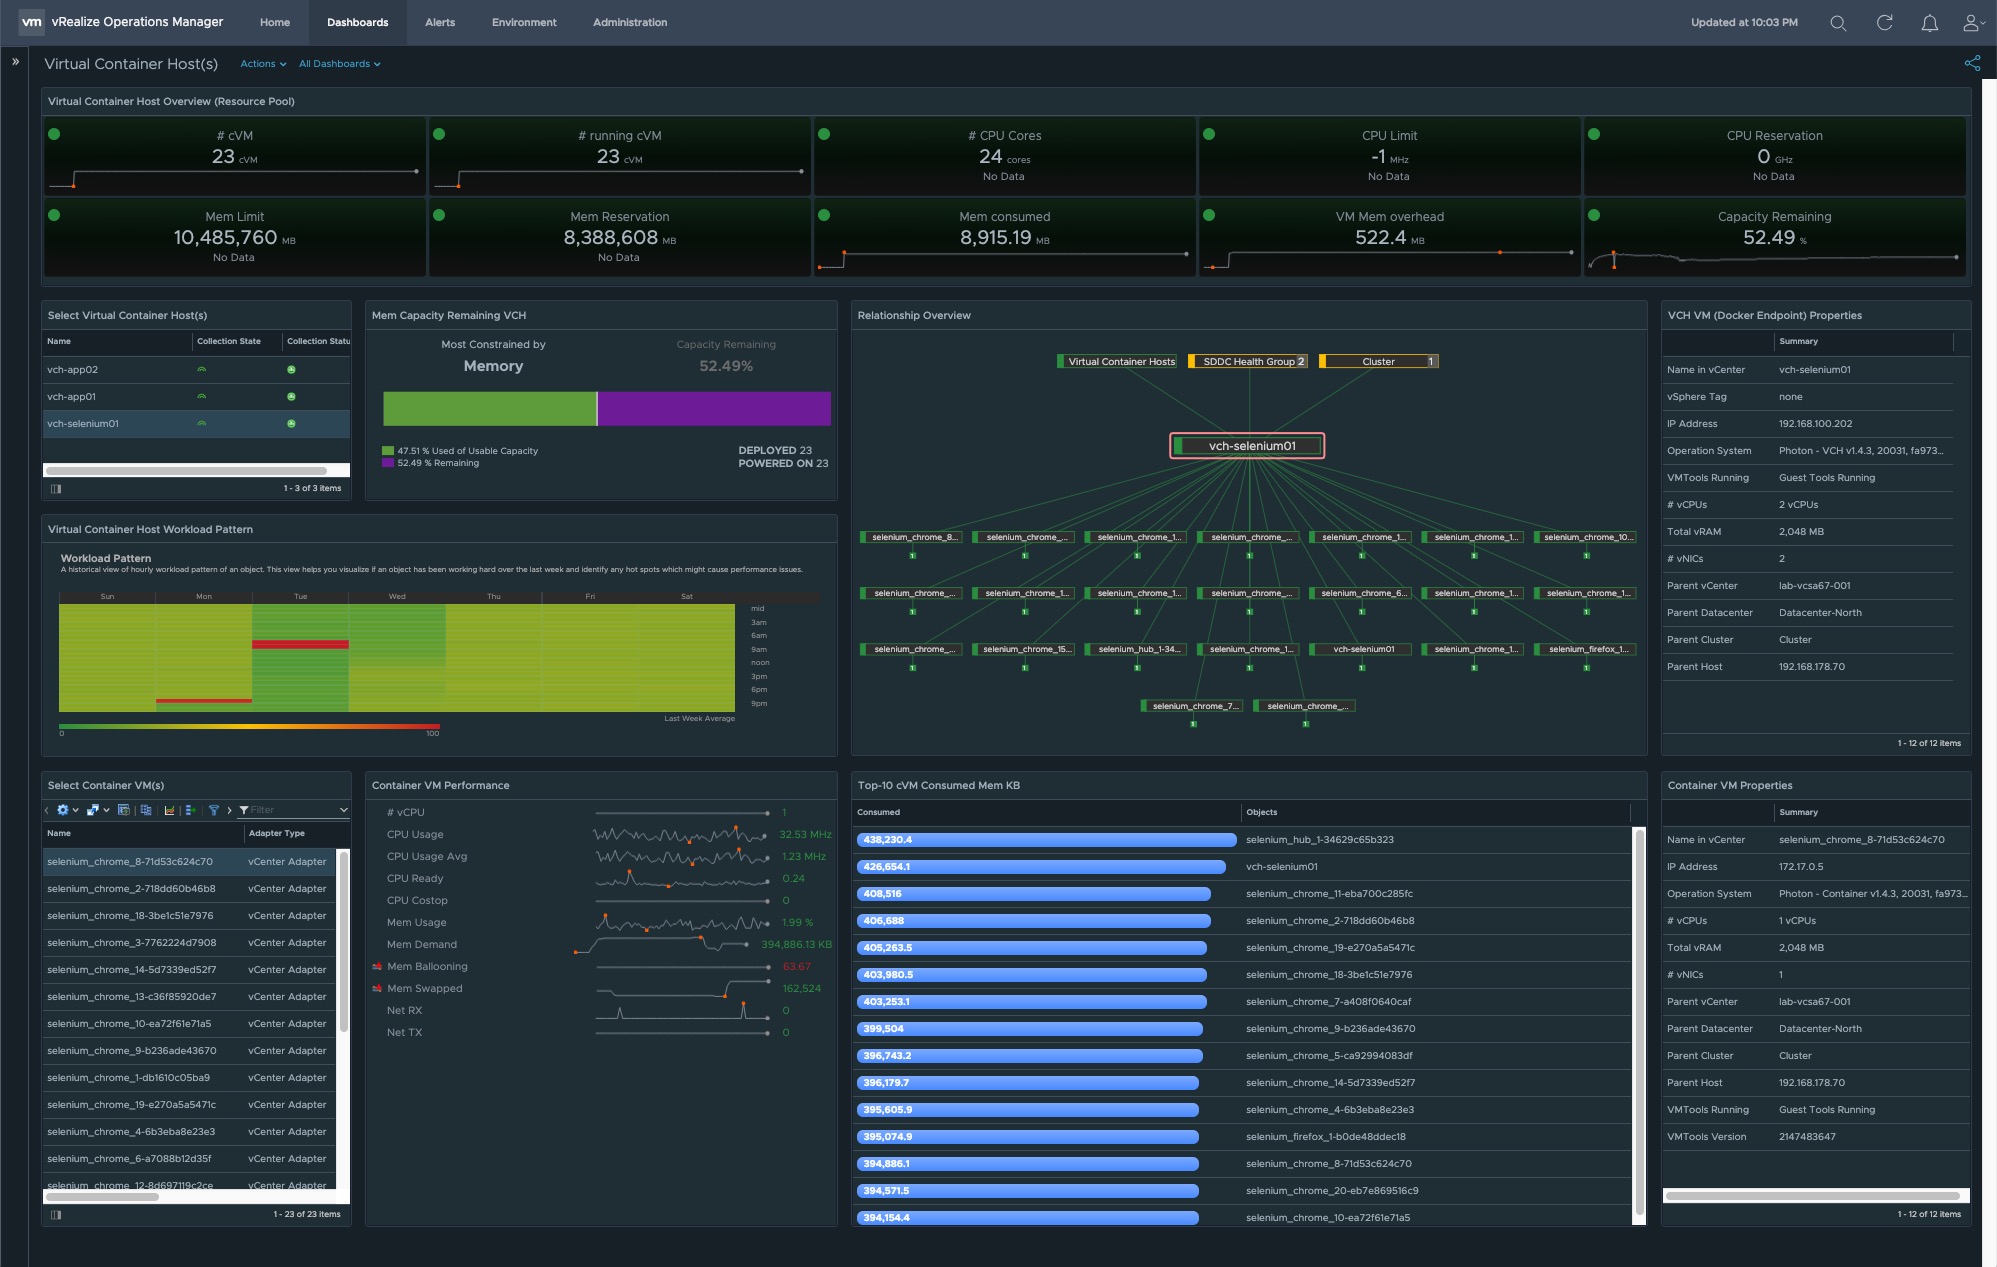 vm vRealize Operations Manager Home Dashboards Alerts Environment Administration Updated at 10:03 PM
Virtual Container Host(s) Actions All Dashboards
Virtual Container Host Overview (Resource Pool)
# cVM
23 cVM
# running cVM
23 cVM
# CPU Cores
24 cores
No Data
CPU Limit
-1 MHz
No Data
CPU Reservation
0 GHz
No Data
Mem Limit
10,485,760 MB
No Data
Mem Reservation
8,388,608 MB
No Data
Mem consumed
8,915.19 MB
VM Mem overhead
522.4 MB
Capacity Remaining
52.49 %
Select Virtual Container Host(s)
Name Collection State Collection Statu
vch-app02
vch-app01
vch-selenium01
1 - 3 of 3 items
Mem Capacity Remaining VCH
Most Constrained by
Memory
Capacity Remaining
52.49%
47.51 % Used of Usable Capacity
52.49 % Remaining
DEPLOYED 23
POWERED ON 23
Relationship Overview
Virtual Container Hosts SDDC Health Group 2 Cluster 1
vch-selenium01
selenium_chrome_8... selenium_chrome_... selenium_chrome_1... selenium_chrome_... selenium_chrome_1... selenium_chrome_1... selenium_chrome_10...
1 1 1 1 1 1 1
selenium_chrome_... selenium_chrome_1... selenium_chrome_1... selenium_chrome_... selenium_chrome_6... selenium_chrome_... selenium_chrome_1...
1 1 1 1 1 1 1
selenium_chrome_... selenium_chrome_15... selenium_hub_1-34... selenium_chrome_1... vch-selenium01 selenium_chrome_1... selenium_firefox_1...
1 1 1 1 1 1 1
selenium_chrome_7... selenium_chrome_...
1 1
VCH VM (Docker Endpoint) Properties
Summary
Name in vCenter vch-selenium01
vSphere Tag none
IP Address 192.168.100.202
Operation System Photon - VCH v1.4.3, 20031, fa973...
VMTools Running Guest Tools Running
# vCPUs 2 vCPUs
Total vRAM 2,048 MB
# vNICs 2
Parent vCenter lab-vcsa67-001
Parent Datacenter Datacenter-North
Parent Cluster Cluster
Parent Host 192.168.178.70
1 - 12 of 12 items
Virtual Container Host Workload Pattern
Workload Pattern
A historical view of hourly workload pattern of an object. This view helps you visualize if an object has been working hard over the last week and identify any hot spots which might cause performance issues.
Sun Mon Tue Wed Thu Fri Sat
mid
3am
6am
9am
noon
3pm
6pm
9pm
Last Week Average
0 100
Select Container VM(s)
Filter
Name Adapter Type
selenium_chrome_8-71d53c624c70 vCenter Adapter
selenium_chrome_2-718dd60b46b8 vCenter Adapter
selenium_chrome_18-3be1c51e7976 vCenter Adapter
selenium_chrome_3-7762224d7908 vCenter Adapter
selenium_chrome_14-5d7339ed52f7 vCenter Adapter
selenium_chrome_13-c36f85920de7 vCenter Adapter
selenium_chrome_10-ea72f61e71a5 vCenter Adapter
selenium_chrome_9-b236ade43670 vCenter Adapter
selenium_chrome_1-db1610c05ba9 vCenter Adapter
selenium_chrome_19-e270a5a5471c vCenter Adapter
selenium_chrome_4-6b3eba8e23e3 vCenter Adapter
selenium_chrome_6-a7088b12d35f vCenter Adapter
selenium_chrome_12-8d697119c2ce vCenter Adapter
1 - 23 of 23 items
Container VM Performance
# vCPU 1
CPU Usage 32.53 MHz
CPU Usage Avg 1.23 MHz
CPU Ready 0.24
CPU Costop 0
Mem Usage 1.99 %
Mem Demand 394,886.13 KB
Mem Ballooning 63.67
Mem Swapped 162,524
Net RX 0
Net TX 0
Top-10 cVM Consumed Mem KB
Consumed Objects
438,230.4 selenium_hub_1-34629c65b323
426,654.1 vch-selenium01
408,516 selenium_chrome_11-eba700c285fc
406,688 selenium_chrome_2-718dd60b46b8
405,263.5 selenium_chrome_19-e270a5a5471c
403,980.5 selenium_chrome_18-3be1c51e7976
403,253.1 selenium_chrome_7-a408f0640caf
399,504 selenium_chrome_9-b236ade43670
396,743.2 selenium_chrome_5-ca92994083df
396,179.7 selenium_chrome_14-5d7339ed52f7
395,605.9 selenium_chrome_4-6b3eba8e23e3
395,074.9 selenium_firefox_1-b0de48ddec18
394,886.1 selenium_chrome_8-71d53c624c70
394,571.5 selenium_chrome_20-eb7e869516c9
394,154.4 selenium_chrome_10-ea72f61e71a5
Container VM Properties
Summary
Name in vCenter selenium_chrome_8-71d53c624c70
IP Address 172.17.0.5
Operation System Photon - Container v1.4.3, 20031, fa973...
# vCPUs 1 vCPUs
Total vRAM 2,048 MB
# vNICs 1
Parent vCenter lab-vcsa67-001
Parent Datacenter Datacenter-North
Parent Cluster Cluster
Parent Host 192.168.178.70
VMTools Running Guest Tools Running
VMTools Version 2147483647
1 - 12 of 12 items